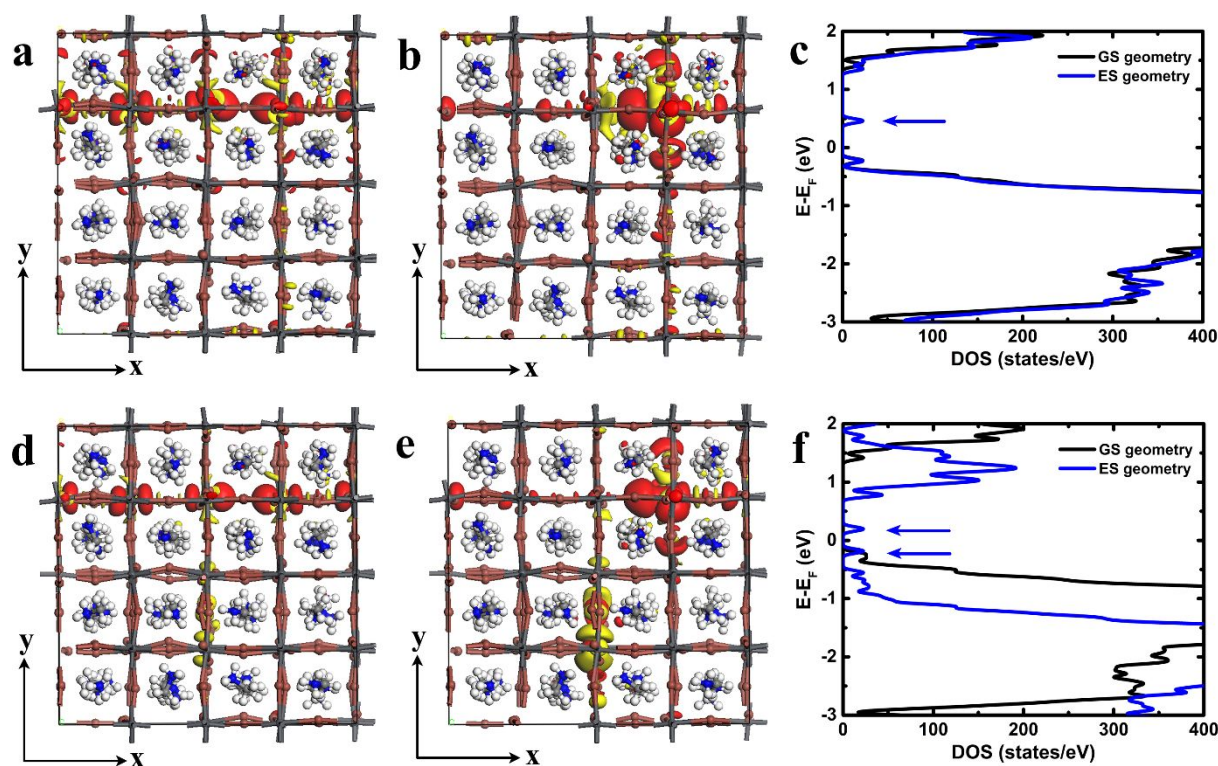 a
y
x
b
y
x
c
GS geometry
ES geometry
E-E_F (eV)
2
1
0
-1
-2
-3
0 100 200 300 400
DOS (states/eV)
d
y
x
e
y
x
f
GS geometry
ES geometry
E-E_F (eV)
2
1
0
-1
-2
-3
0 100 200 300 400
DOS (states/eV)